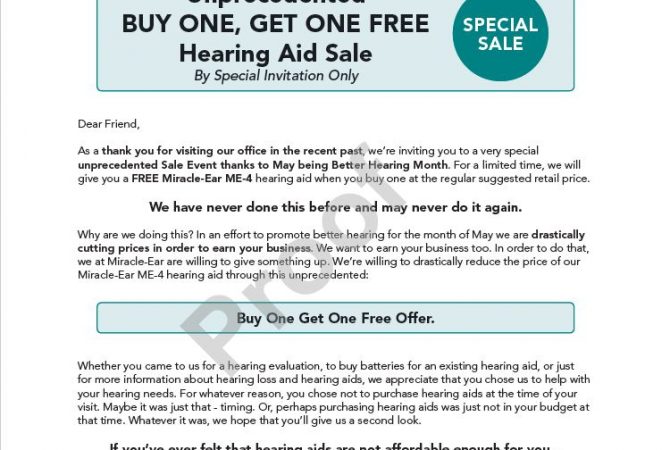 Unprecedented
BUY ONE, GET ONE FREE
Hearing Aid Sale
By Special Invitation Only
SPECIAL
SALE
Dear Friend,
As a thank you for visiting our office in the recent past, we're inviting you to a very special
unprecedented Sale Event thanks to May being Better Hearing Month. For a limited time, we will
give you a FREE Miracle-Ear ME-4 hearing aid when you buy one at the regular suggested retail price.
We have never done this before and may never do it again.
Why are we doing this? In an effort to promote better hearing for the month of May we are drastically
cutting prices in order to earn your business. We want to earn your business too. In order to do that,
we at Miracle-Ear are willing to give something up. We're willing to drastically reduce the price of our
Miracle-Ear ME-4 hearing aid through this unprecedented:
Buy One Get One Free Offer.
Whether you came to us for a hearing evaluation, to buy batteries for an existing hearing aid, or just
for more information about hearing loss and hearing aids, we appreciate that you chose us to help with
your hearing needs. For whatever reason, you chose not to purchase hearing aids at the time of your
visit. Maybe it was just that - timing. Or, perhaps purchasing hearing aids was just not in your budget at
that time. Whatever it was, we hope that you'll give us a second look.
If you've ever felt that hearing aids are not affordable enough for you
Proof